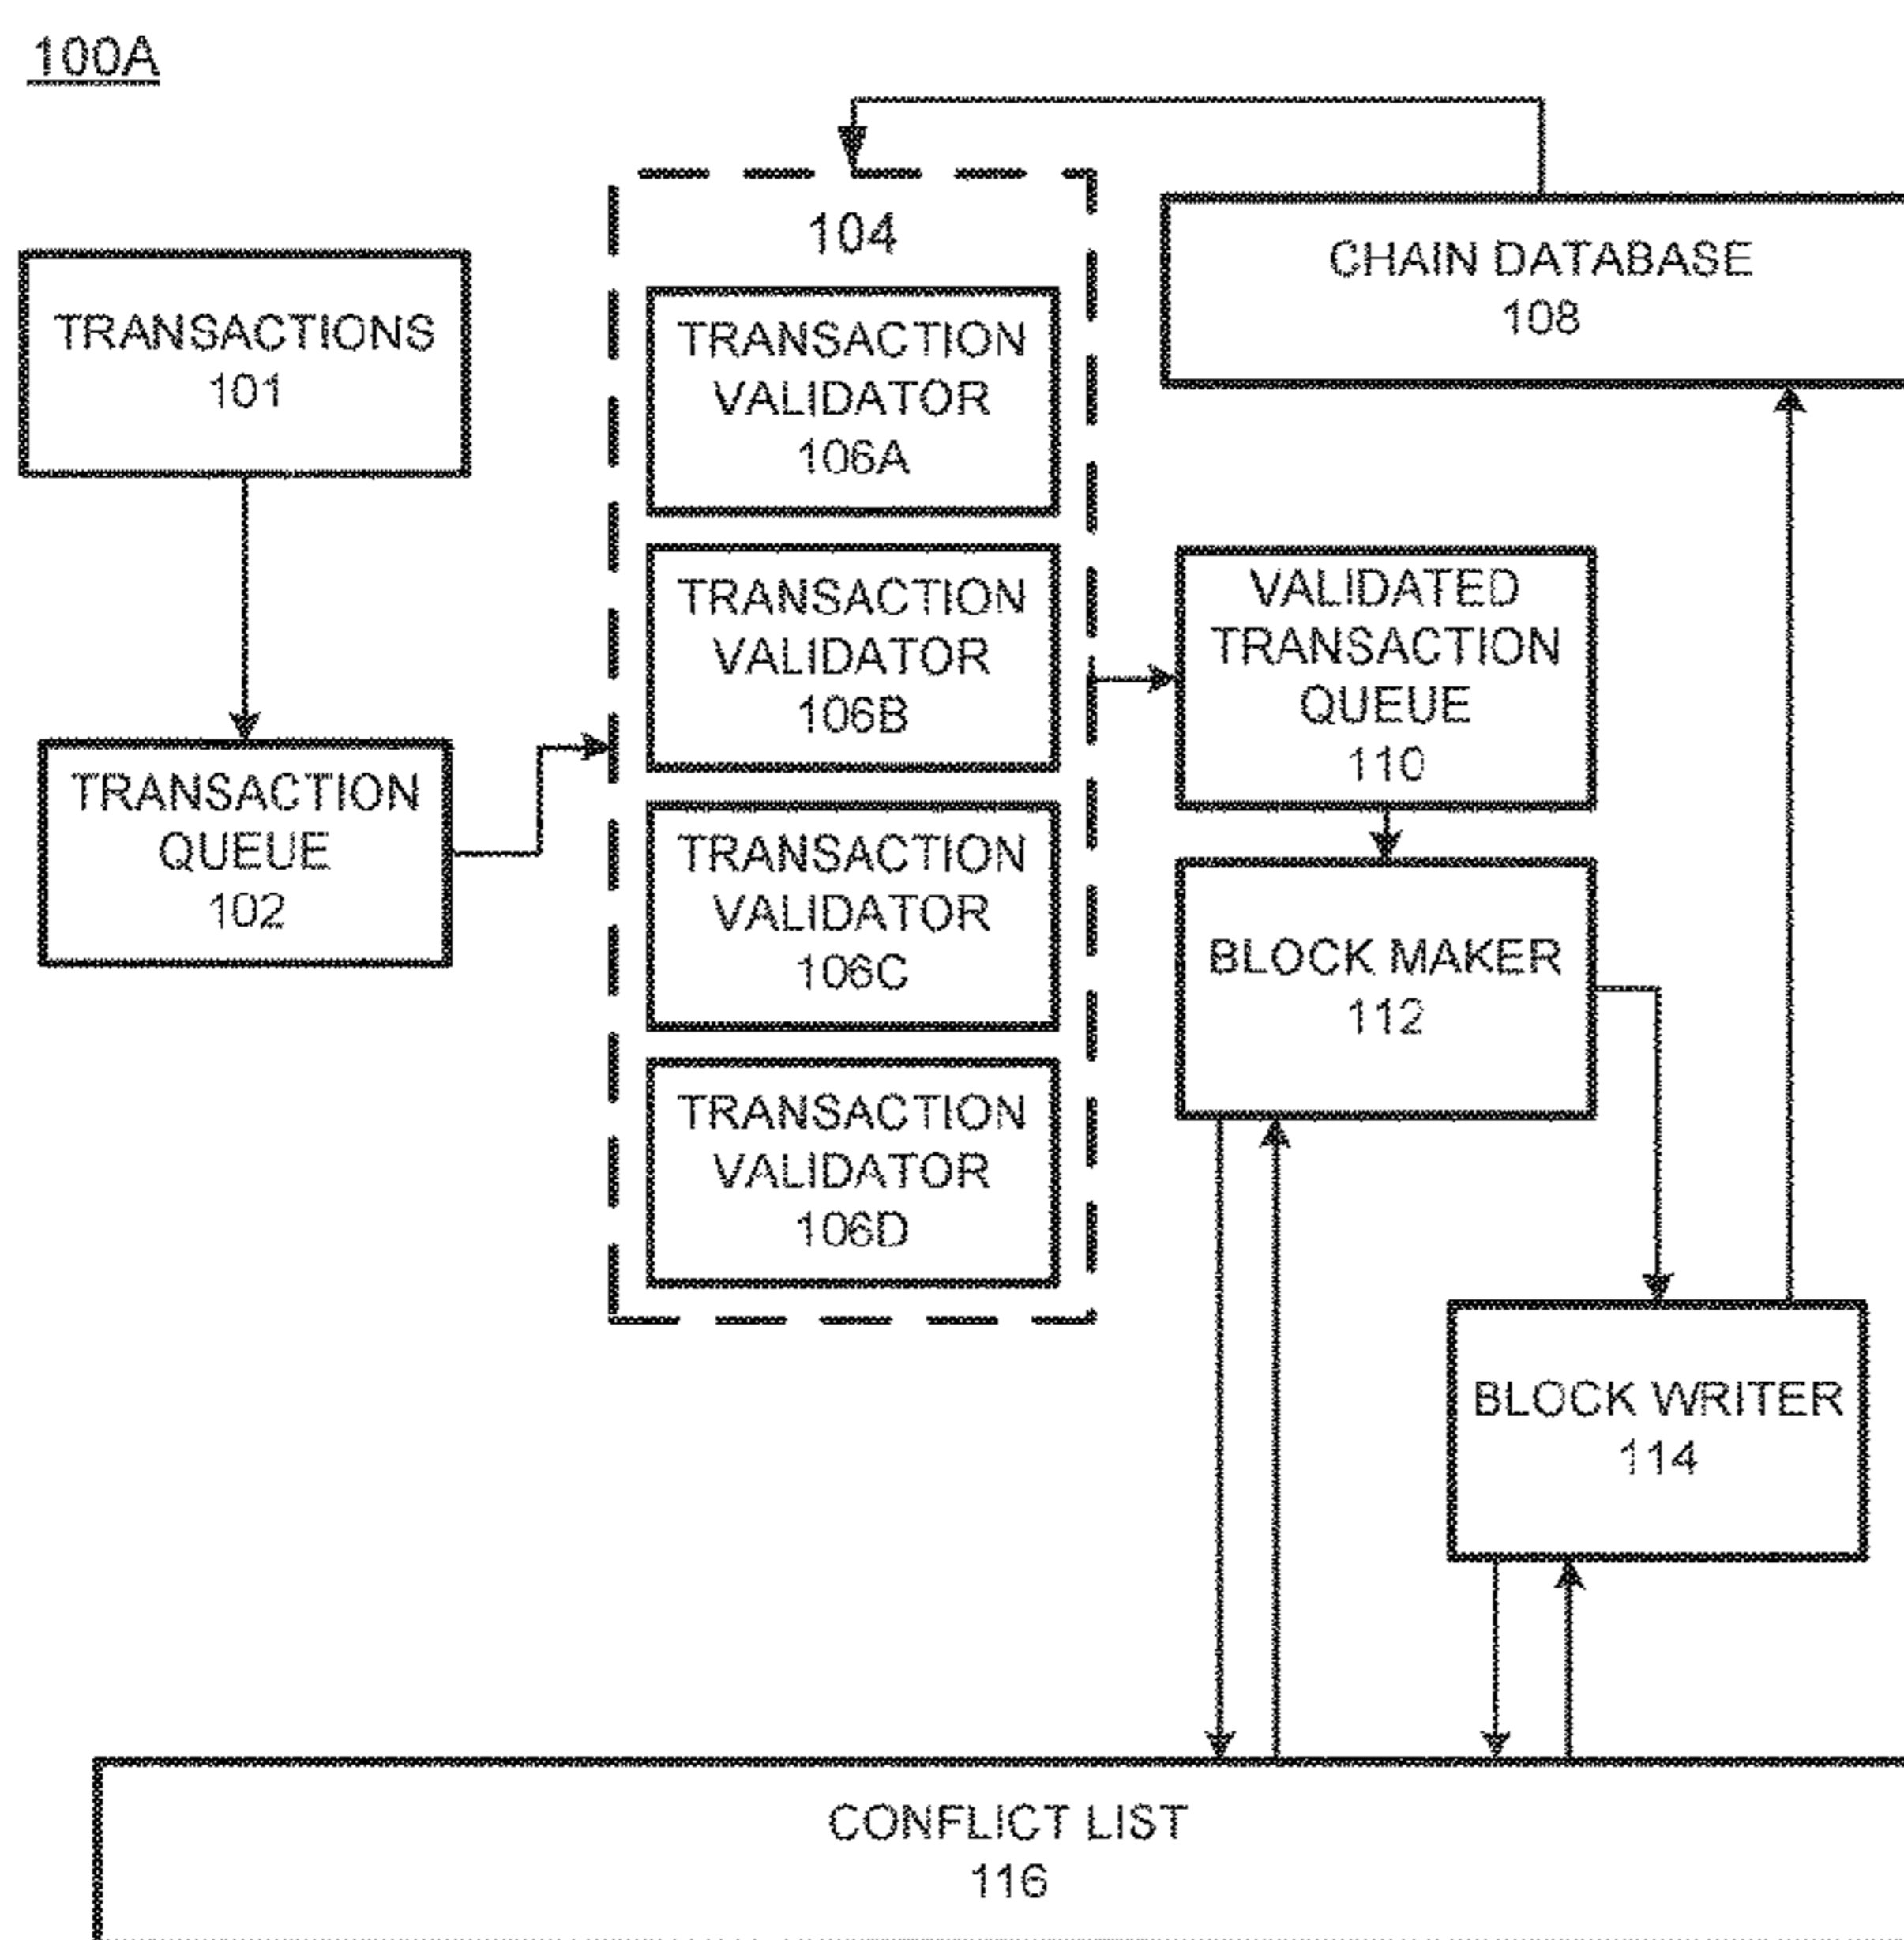 100A
TRANSACTIONS
101
TRANSACTION
QUEUE
102
104
TRANSACTION
VALIDATOR
106A
TRANSACTION
VALIDATOR
106B
TRANSACTION
VALIDATOR
106C
TRANSACTION
VALIDATOR
106D
CHAIN DATABASE
108
VALIDATED
TRANSACTION
QUEUE
110
BLOCK MAKER
112
BLOCK WRITER
114
CONFLICT LIST
116